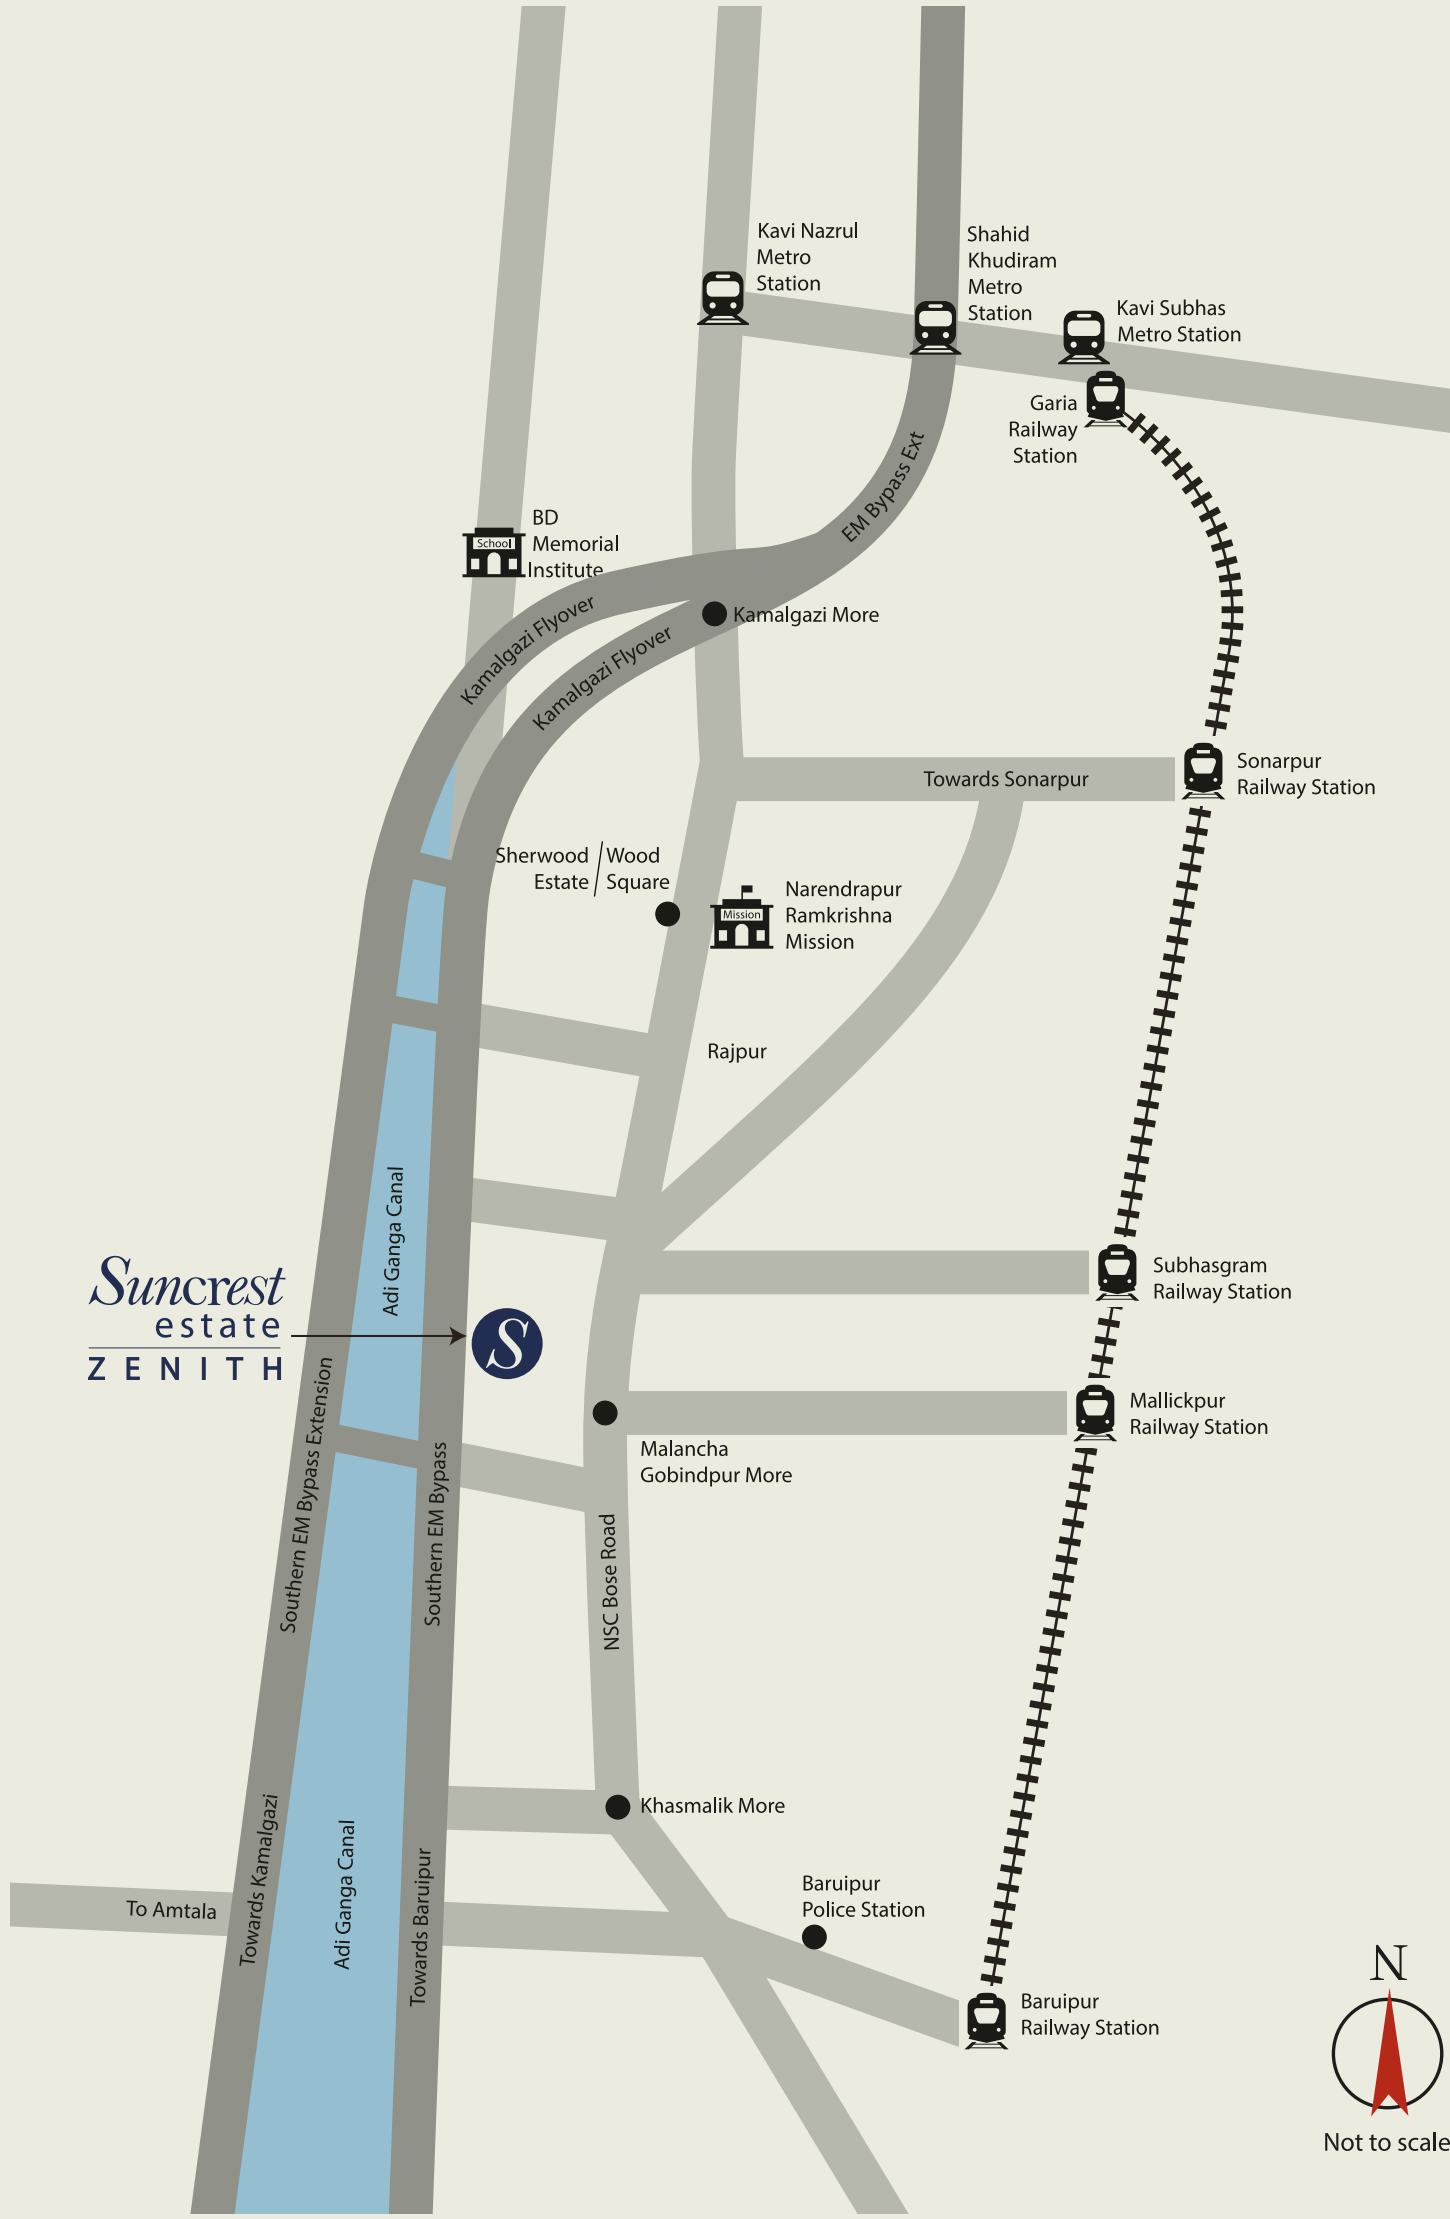 Kavi Nazrul
Metro
Station
Shahid
Khudiram
Metro
Station
Kavi Subhas
Metro Station
Garia
Railway
Station
EM Bypass Ext
BD
Memorial
Institute
School
Kamalgazi Flyover
Kamalgazi Flyover
Kamalgazi More
Towards Sonarpur
Sonarpur
Railway Station
Sherwood
Estate
Wood
Square
Mission
Narendrapur
Ramkrishna
Mission
Rajpur
Adi Ganga Canal
Suncrest
estate
ZENITH
S
Subhasgram
Railway Station
Mallickpur
Railway Station
Malancha
Gobindpur More
Southern EM Bypass Extension
Southern EM Bypass
NSC Bose Road
Khasmalik More
Towards Kamalgazi
Adi Ganga Canal
Towards Baruipur
To Amtala
Baruipur
Police Station
Baruipur
Railway Station
N
Not to scale